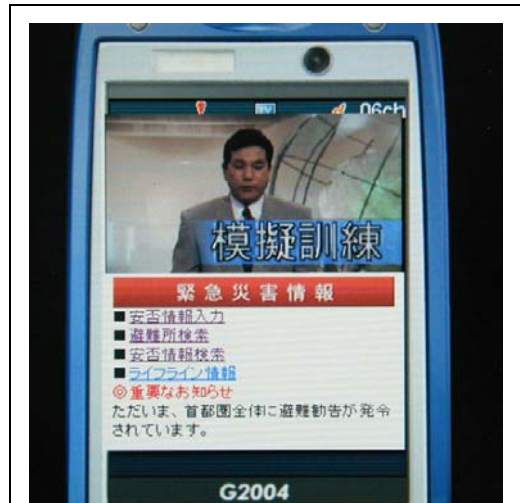 06ch
模擬訓練
緊急災害情報
■安否情報入力
■避難所検索
■安否情報検索
■ライフライン情報
◎重要なお知らせ
ただいま、首都圏全体に避難勧告が発令
されています。
G2004